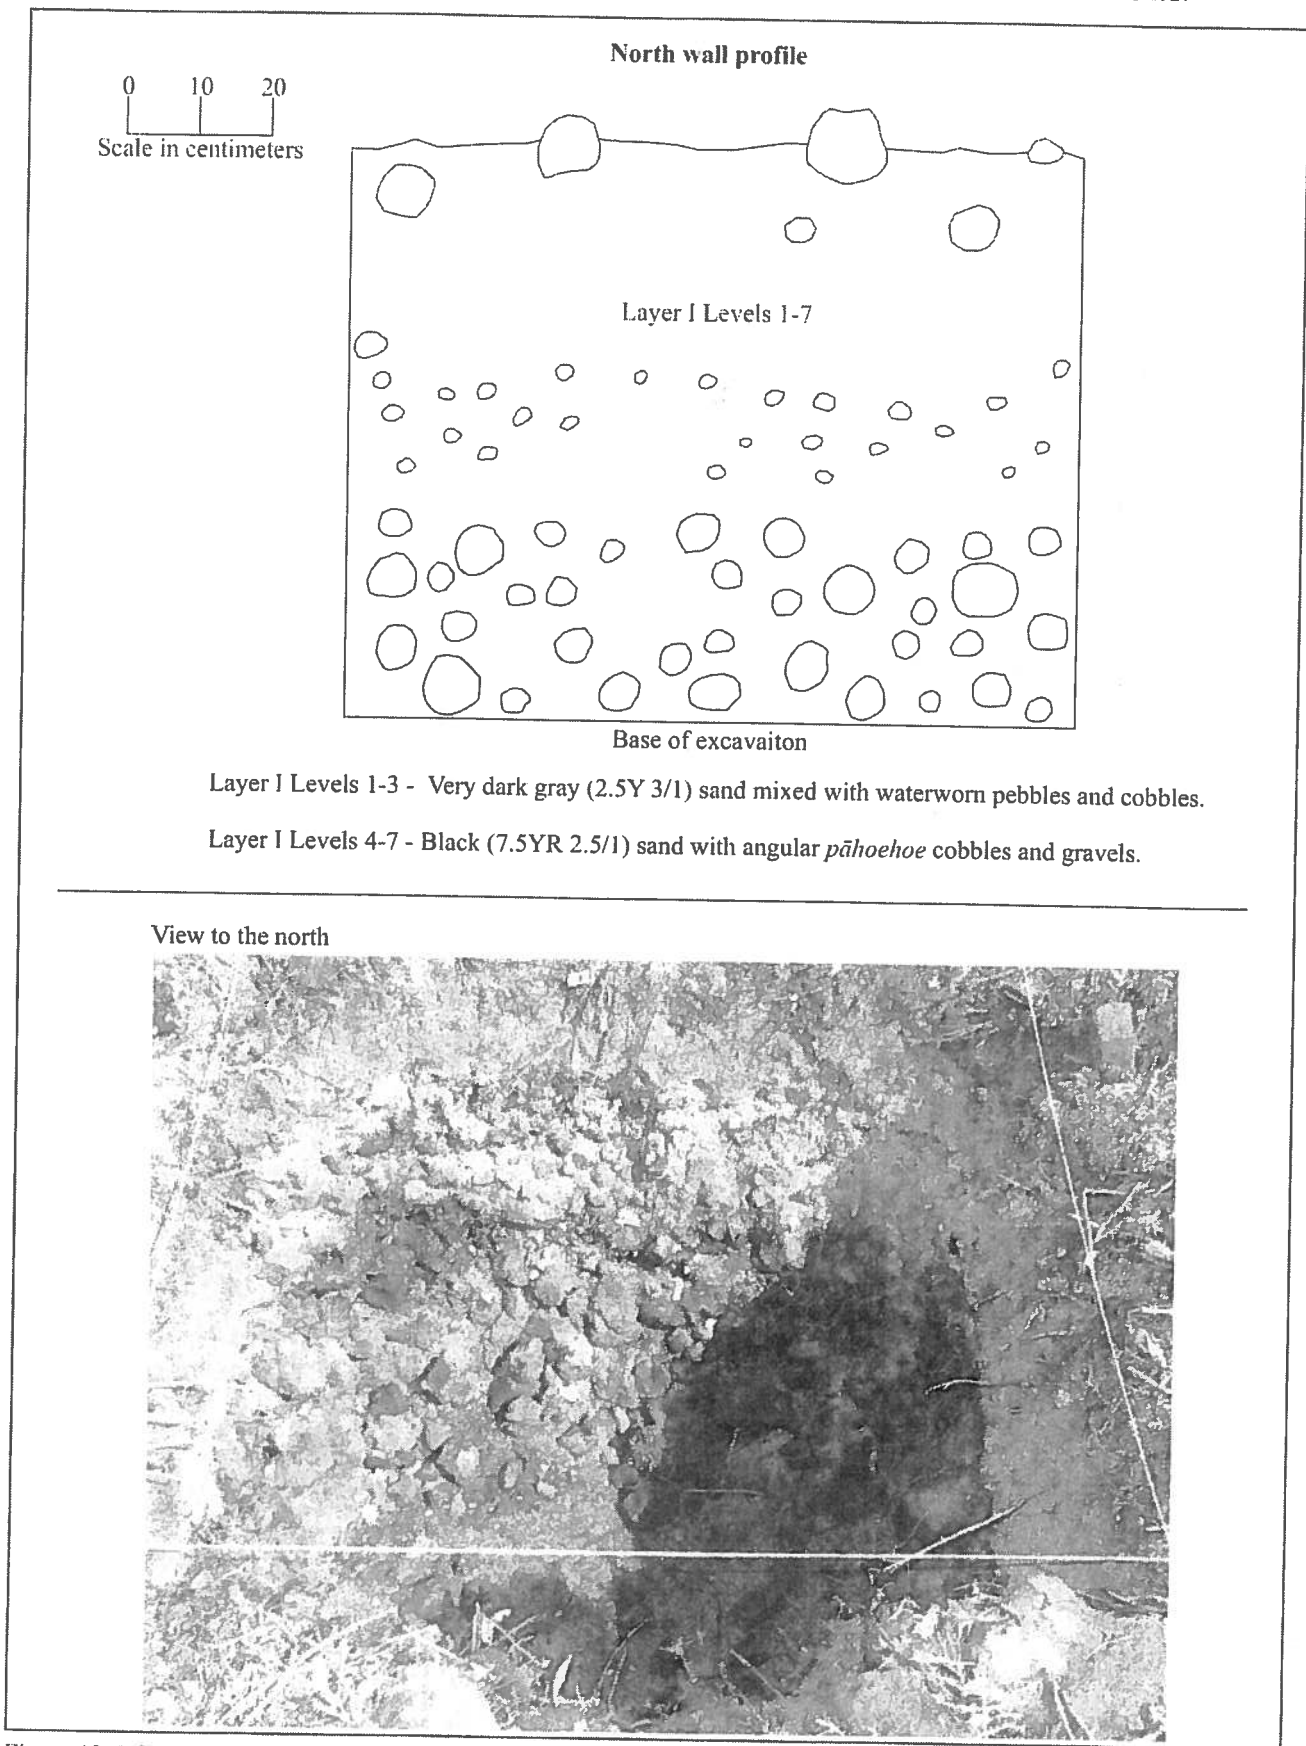 North wall profile
0 10 20
Scale in centimeters
Layer I Levels 1-7
Base of excavaiton
Layer I Levels 1-3 - Very dark gray (2.5Y 3/1) sand mixed with waterworn pebbles and cobbles.
Layer I Levels 4-7 - Black (7.5YR 2.5/1) sand with angular pāhoehoe cobbles and gravels.
View to the north